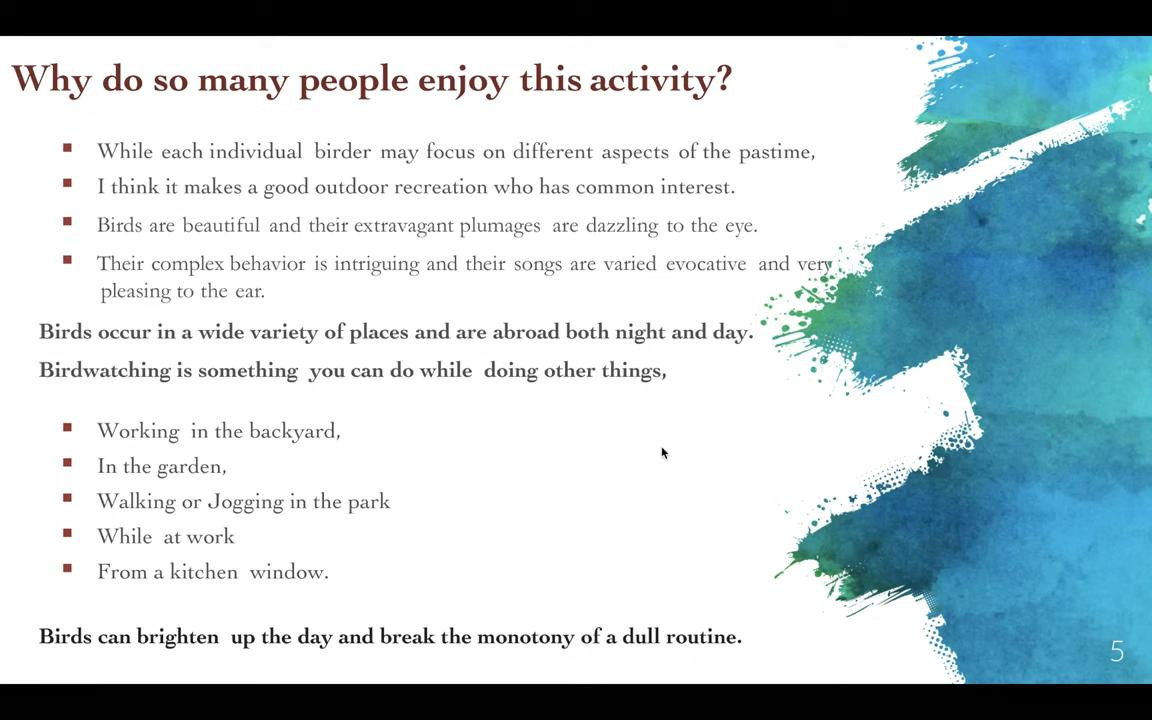 Why do so many people enjoy this activity?
While each individual birder may focus on different aspects of the pastime,
I think it makes a good outdoor recreation who has common interest.
Birds are beautiful and their extravagant plumages are dazzling to the eye.
Their complex behavior is intriguing and their songs are varied evocative and very
pleasing to the ear.
Birds occur in a wide variety of places and are abroad both night and day.
Birdwatching is something you can do while doing other things,
Working in the backyard,
In the garden,
Walking or Jogging in the park
While at work
From a kitchen window.
Birds can brighten up the day and break the monotony of a dull routine.
5